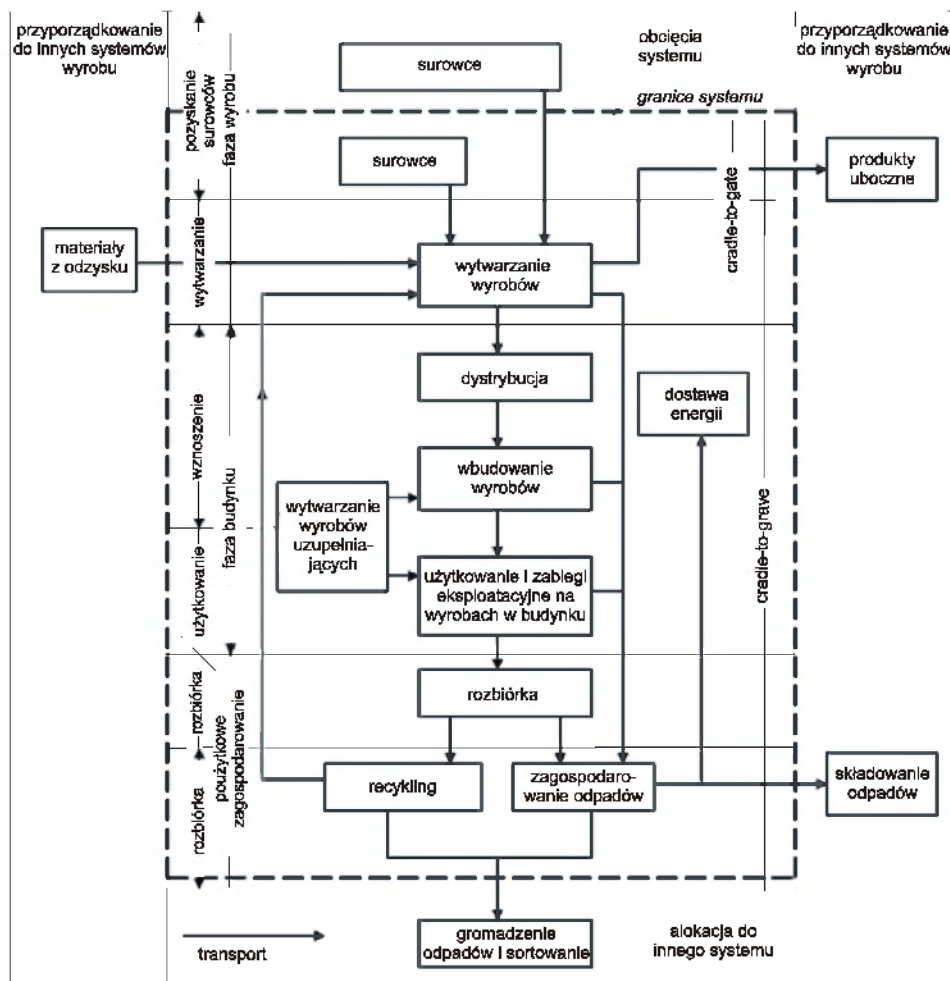 przyporządkowanie
do innych systemów
wyrobu
obcięcia
systemu
przyporządkowanie
do innych systemów
wyrobu
surowce
granice systemu
pozyskanie
surowców
faza wyrobu
surowce
cradle-to-gate
produkty
uboczne
materiały
z odzysku
wytwarzanie
wytwarzanie
wyrobów
dystrybucja
dostawa
energii
wznoszenie
faza budynku
wbudowanie
wyrobów
wytwarzanie
wyrobów
uzupełnia-
jących
cradle-to-grave
użytkowanie
użytkowanie i zabiegi
eksploatacyjne na
wyrobach w budynku
rozbiórka
rozbiórka
poużytkowe
zagospodarowanie
recykling
zagospodaro-
wanie odpadów
składowanie
odpadów
rozbiórka
transport
gromadzenie
odpadów i sortowanie
alokacja do
innego systemu